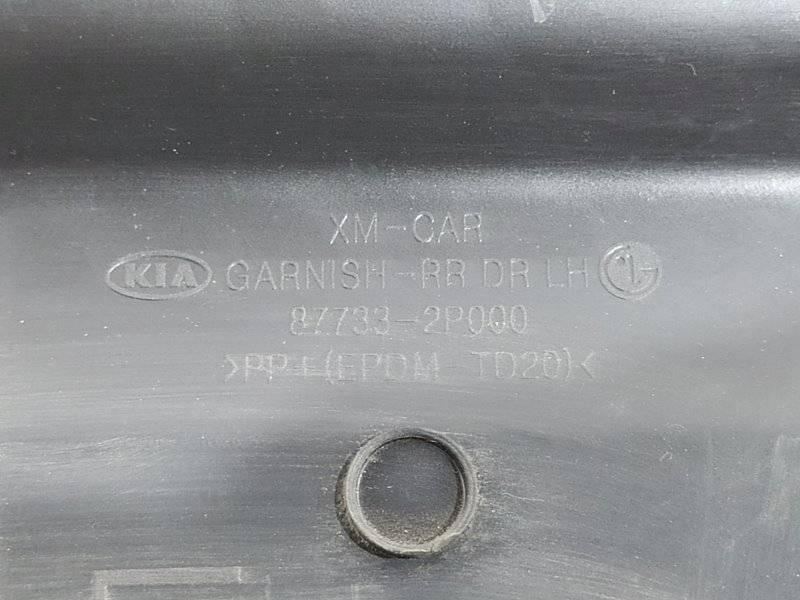 XM-CAR
KIA GARNISH-RR DR LH
87733-2P000
>PP+(EPDM-TD20)<